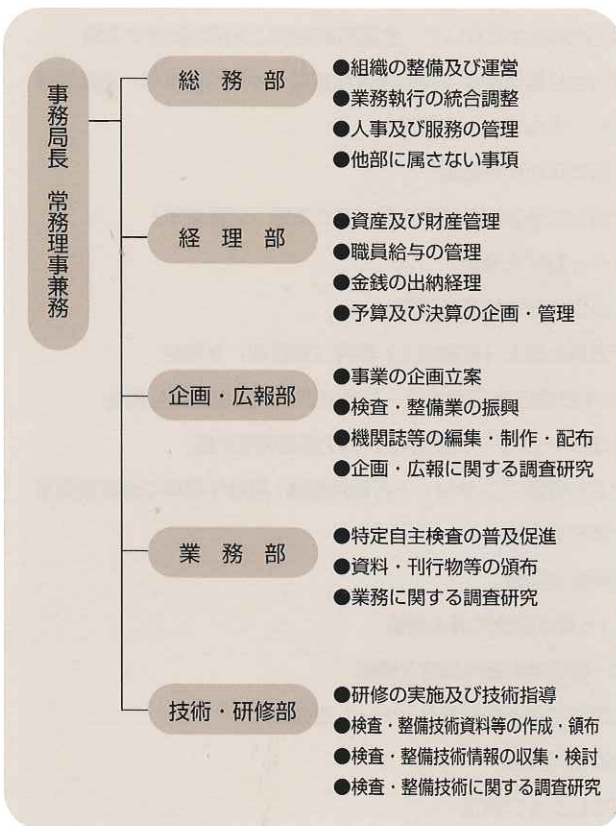 事務局長 常務理事兼務
総務部
●組織の整備及び運営
●業務執行の統合調整
●人事及び服務の管理
●他部に属さない事項
経理部
●資産及び財産管理
●職員給与の管理
●金銭の出納経理
●予算及び決算の企画・管理
企画・広報部
●事業の企画立案
●検査・整備業の振興
●機関誌等の編集・制作・配布
●企画・広報に関する調査研究
業務部
●特定自主検査の普及促進
●資料・刊行物等の頒布
●業務に関する調査研究
技術・研修部
●研修の実施及び技術指導
●検査・整備技術資料等の作成・頒布
●検査・整備技術情報の収集・検討
●検査・整備技術に関する調査研究